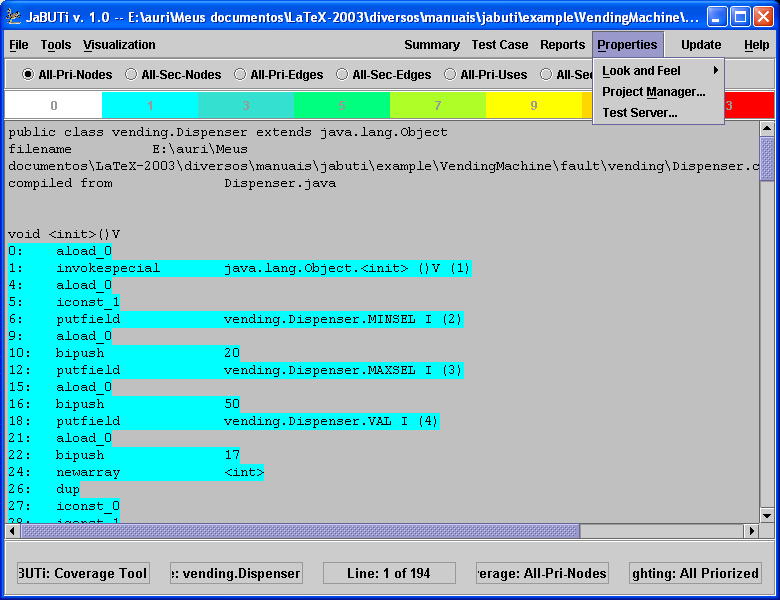 JaBUTi v. 1.0 -- E:\auri\Meus documentos\LaTeX-2003\diversos\manuais\jabuti\example\VendingMachine\...
File Tools Visualization Summary Test Case Reports Properties Update Help
All-Pri-Nodes All-Sec-Nodes All-Pri-Edges All-Sec-Edges All-Pri-Uses All-Sec
Look and Feel
Project Manager...
Test Server...
0 1 3 5 7 9 3
public class vending.Dispenser extends java.lang.Object
filename E:\auri\Meus
documentos\LaTeX-2003\diversos\manuais\jabuti\example\VendingMachine\fault\vending\Dispenser.c
compiled from Dispenser.java
void <init>()V
0: aload_0
1: invokespecial java.lang.Object.<init> ()V (1)
4: aload_0
5: iconst_1
6: putfield vending.Dispenser.MINSEL I (2)
9: aload_0
10: bipush 20
12: putfield vending.Dispenser.MAXSEL I (3)
15: aload_0
16: bipush 50
18: putfield vending.Dispenser.VAL I (4)
21: aload_0
22: bipush 17
24: newarray <int>
26: dup
27: iconst_0
28: iconst_1
BUTi: Coverage Tool e: vending.Dispenser Line: 1 of 194 verage: All-Pri-Nodes ghting: All Priorized